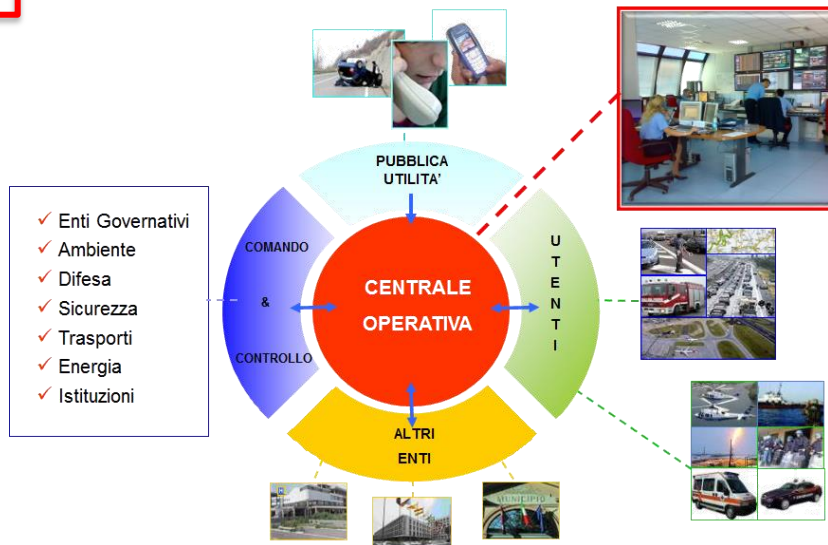 PUBBLICA
UTILITA'
✓ Enti Governativi
✓ Ambiente
✓ Difesa
✓ Sicurezza
✓ Trasporti
✓ Energia
✓ Istituzioni
COMANDO
&
CONTROLLO
CENTRALE
OPERATIVA
U
T
E
N
T
I
ALTRI
ENTI
MUNICIPIO